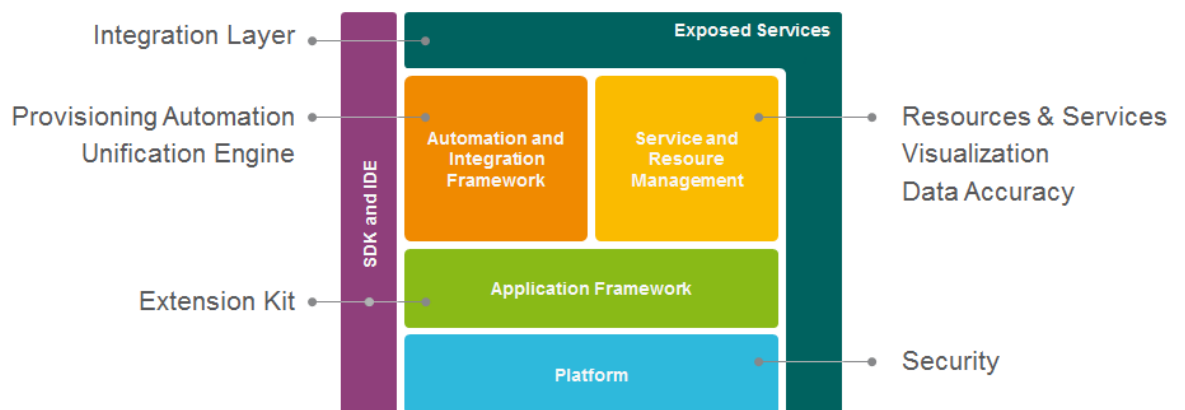 Integration Layer
Exposed Services
Provisioning Automation
Unification Engine
SDK and IDE
Automation and
Integration
Framework
Service and
Resoure
Management
Resources & Services
Visualization
Data Accuracy
Extension Kit
Application Framework
Platform
Security